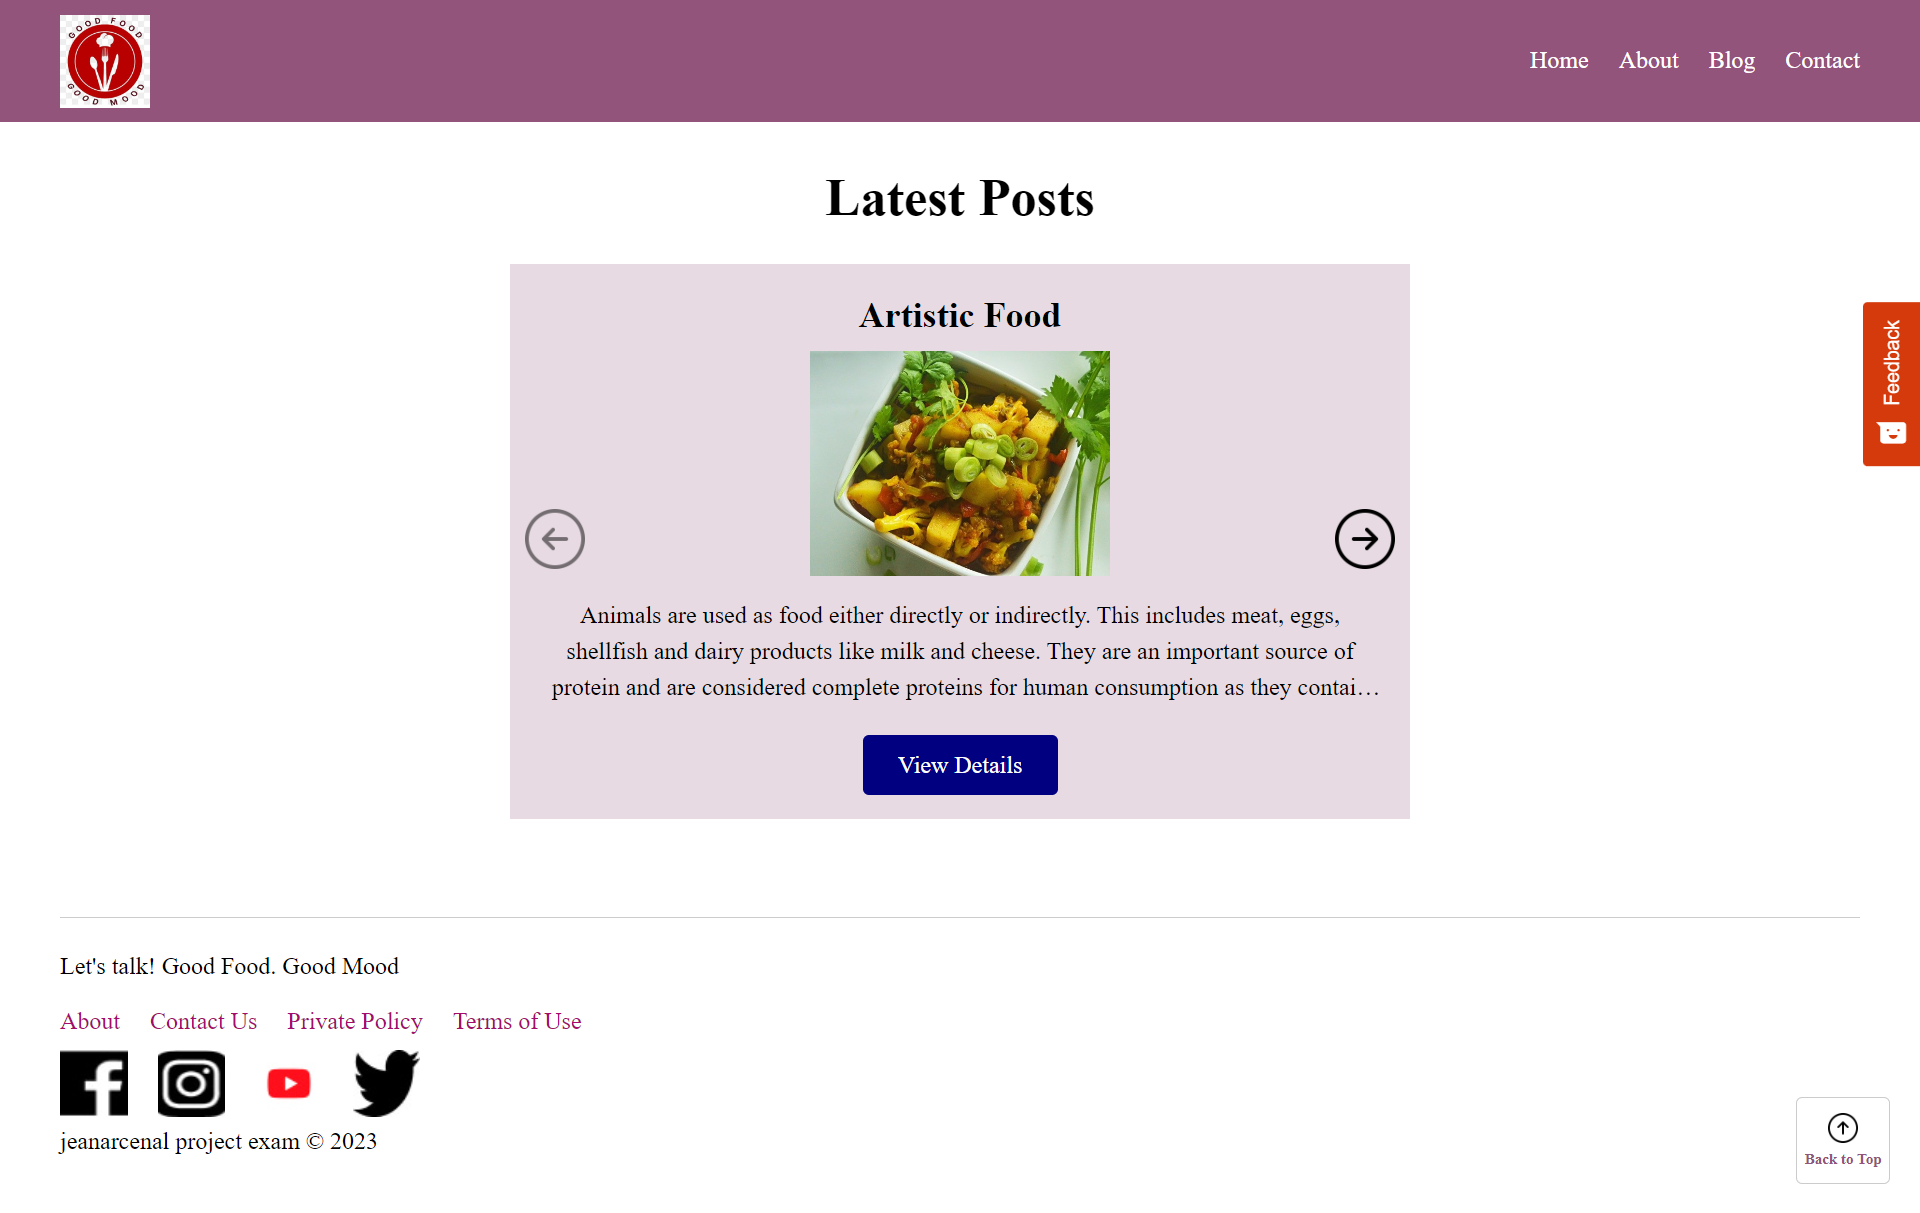 GOOD FOOD
GOOD MOOD
Home About Blog Contact
Latest Posts
Artistic Food
Feedback
Animals are used as food either directly or indirectly. This includes meat, eggs,
shellfish and dairy products like milk and cheese. They are an important source of
protein and are considered complete proteins for human consumption as they contai…
View Details
Let's talk! Good Food. Good Mood
About Contact Us Private Policy Terms of Use
jeanarcenal project exam © 2023
Back to Top